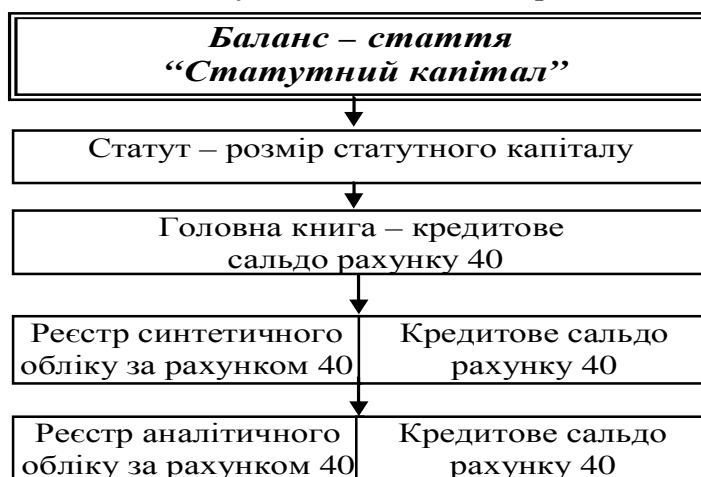 Баланс – стаття
“Статутний капітал”
Статут – розмір статутного капіталу
Головна книга – кредитове
сальдо рахунку 40
Реєстр синтетичного
обліку за рахунком 40
Кредитове сальдо
рахунку 40
Реєстр аналітичного
обліку за рахунком 40
Кредитове сальдо
рахунку 40